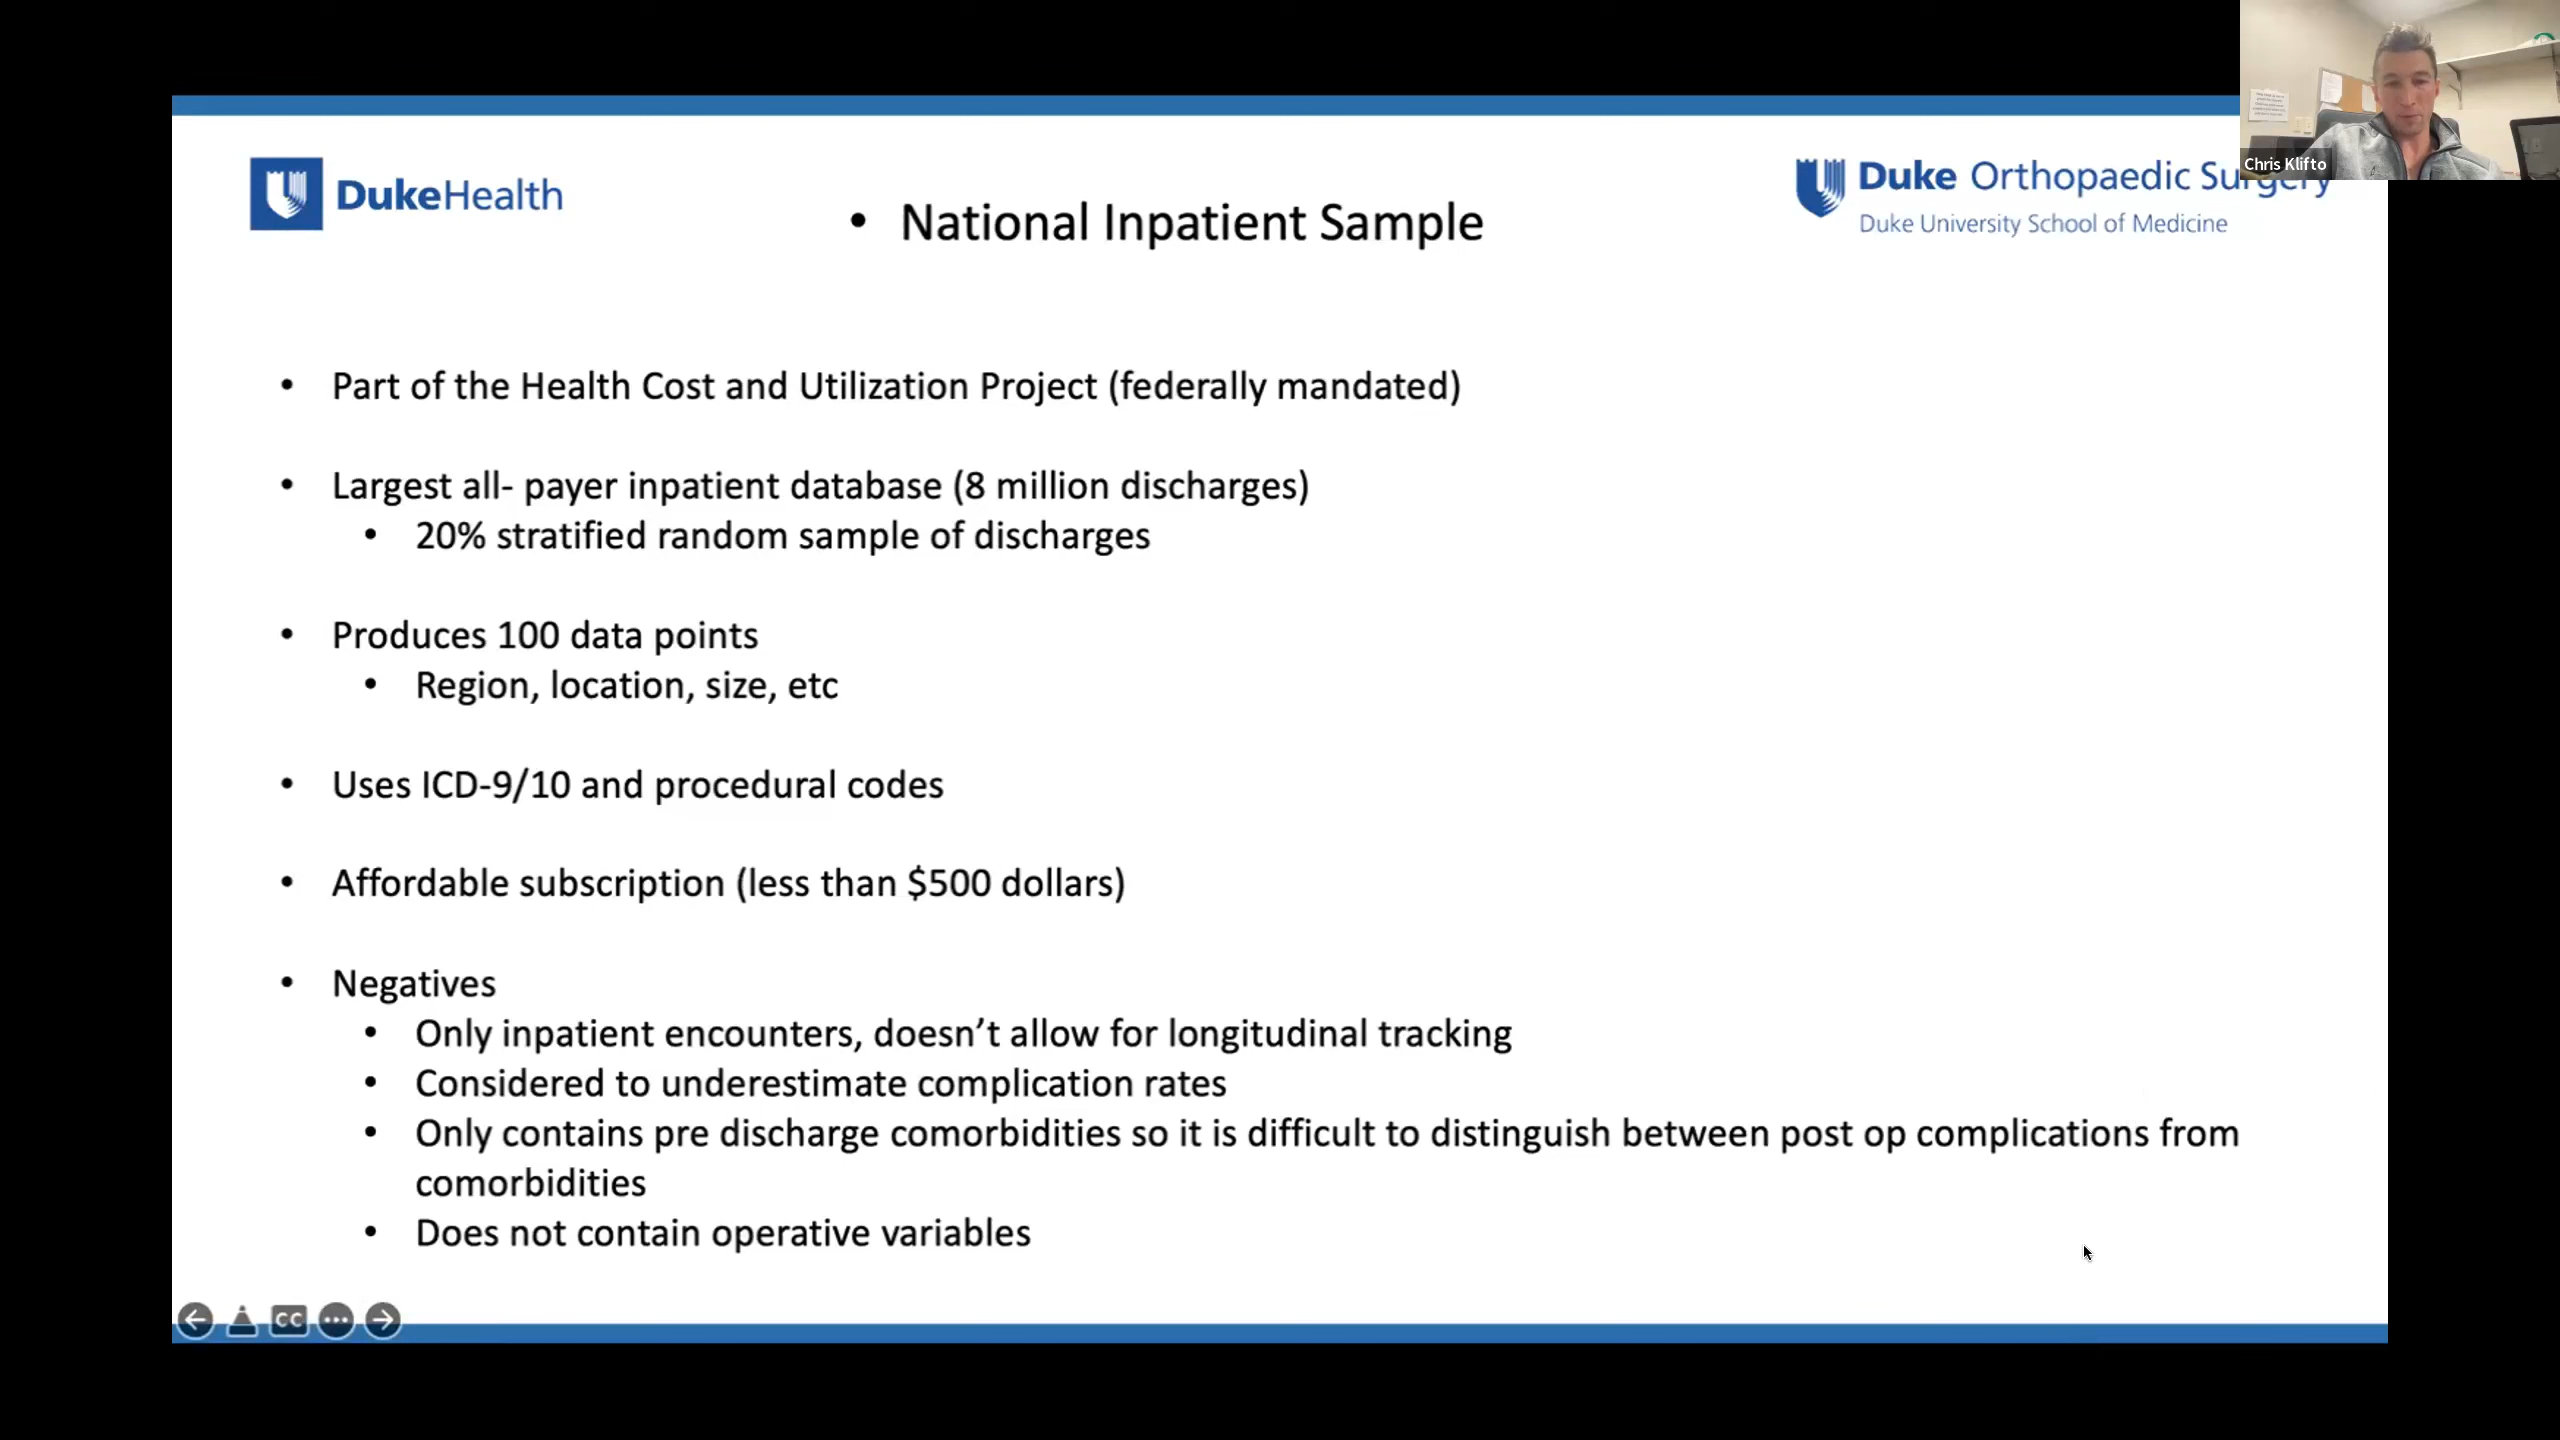 Chris Klifto
DukeHealth
Duke Orthopaedic Surgery
Duke University School of Medicine
• National Inpatient Sample
• Part of the Health Cost and Utilization Project (federally mandated)
• Largest all- payer inpatient database (8 million discharges)
• 20% stratified random sample of discharges
• Produces 100 data points
• Region, location, size, etc
• Uses ICD-9/10 and procedural codes
• Affordable subscription (less than $500 dollars)
• Negatives
• Only inpatient encounters, doesn’t allow for longitudinal tracking
• Considered to underestimate complication rates
• Only contains pre discharge comorbidities so it is difficult to distinguish between post op complications from
comorbidities
• Does not contain operative variables
CC